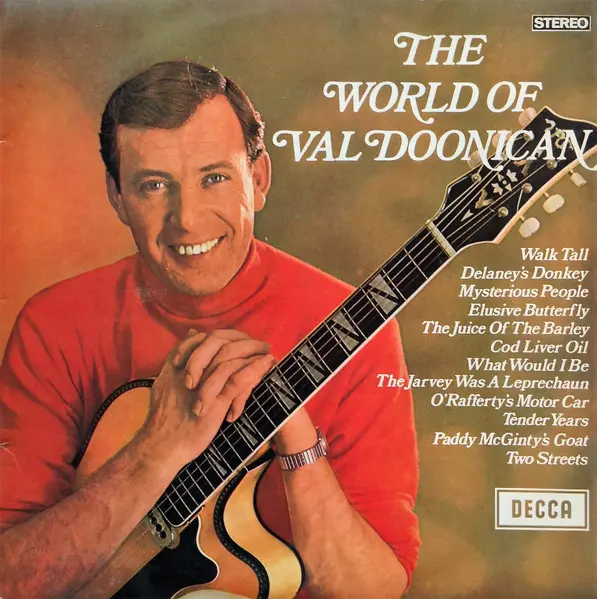 STEREO
THE
WORLD OF
VAL DOONICAN
Walk Tall
Delaney's Donkey
Mysterious People
Elusive Butterfly
The Juice Of The Barley
Cod Liver Oil
What Would I Be
The Jarvey Was A Leprechaun
O'Rafferty's Motor Car
Tender Years
Paddy McGinty's Goat
Two Streets
DECCA